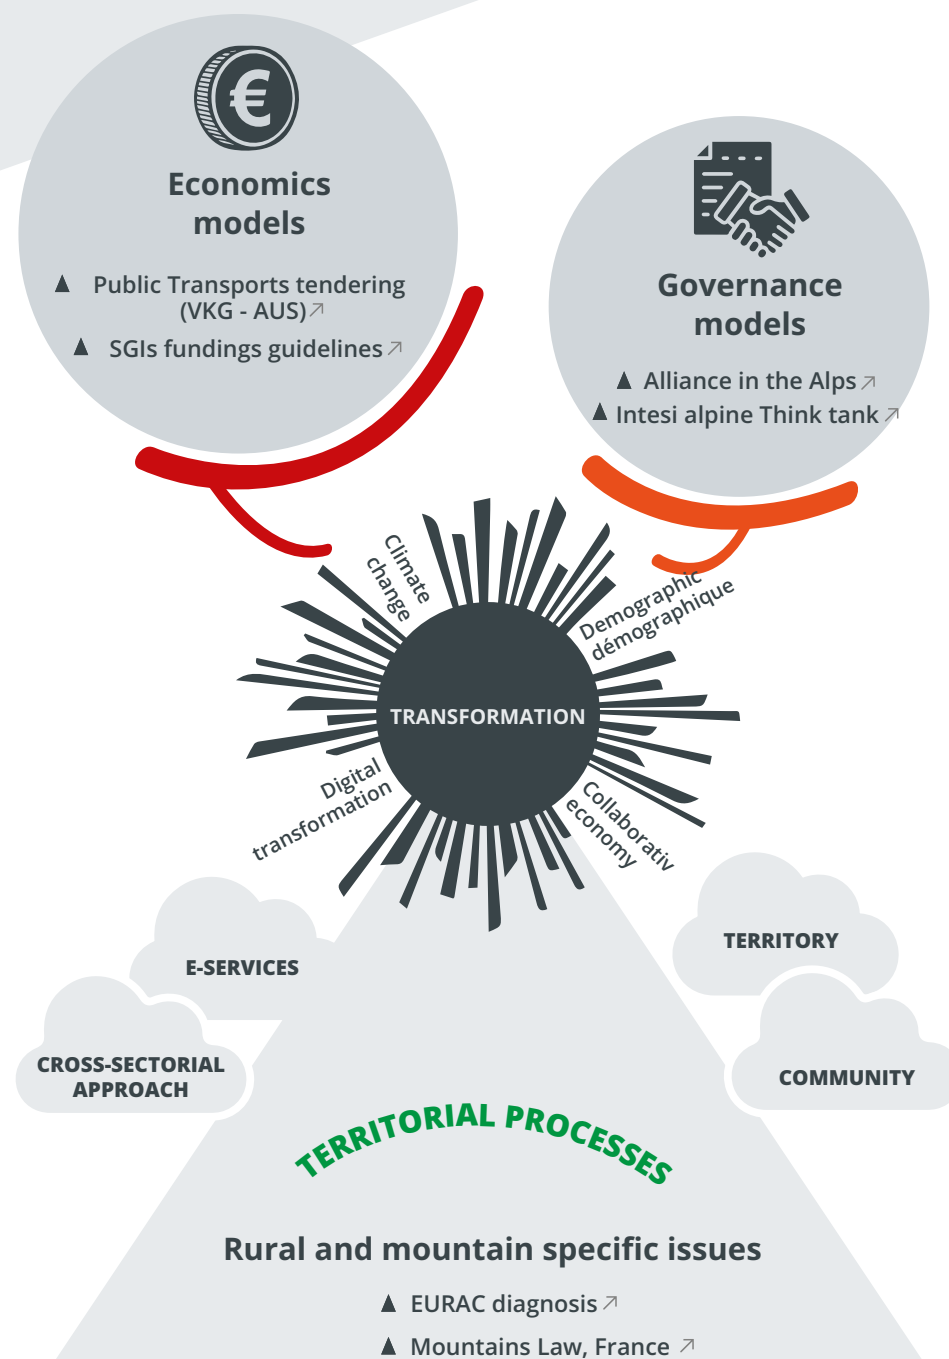 €
Economics
models
Public Transports tendering
(VKG - AUS)
SGIs fundings guidelines
Governance
models
Alliance in the Alps
Intesi alpine Think tank
Climate
change
Demographic
démographique
TRANSFORMATION
Digital
transformation
Collaborativ
economy
E-SERVICES
CROSS-SECTORIAL
APPROACH
TERRITORY
COMMUNITY
TERRITORIAL PROCESSES
Rural and mountain specific issues
EURAC diagnosis
Mountains Law, France